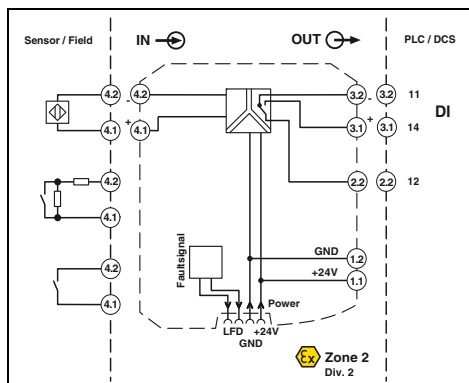 Sensor / Field IN OUT PLC / DCS
4.2 - 4.2 3.2 - 3.2 11
DI
4.1 + 4.1 3.1 + 3.1 14
4.2 2.2 2.2 12
4.1
Faultsignal
GND 1.2
4.2
+24V 1.1
4.1
Power
LFD +24V
GND
Ex Zone 2
Div. 2